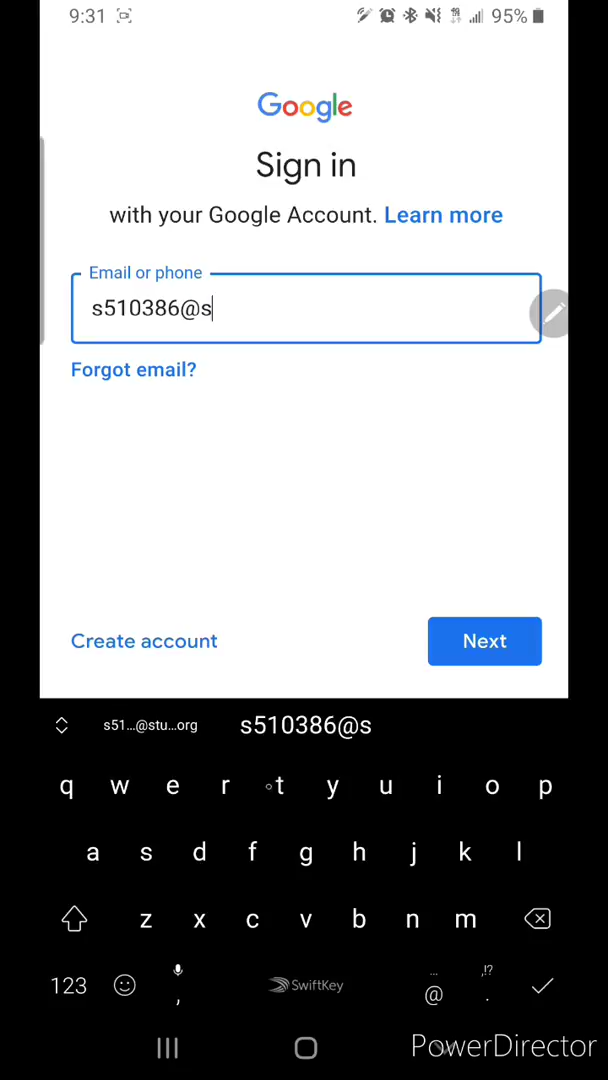 9:31 95%
Google
Sign in
with your Google Account. Learn more
Email or phone
s510386@s
Forgot email?
Create account Next
s51...@stu...org s510386@s
q w e r t y u i o p
a s d f g h j k l
z x c v b n m
... ,!?
123 , SwiftKey @ .
PowerDirector